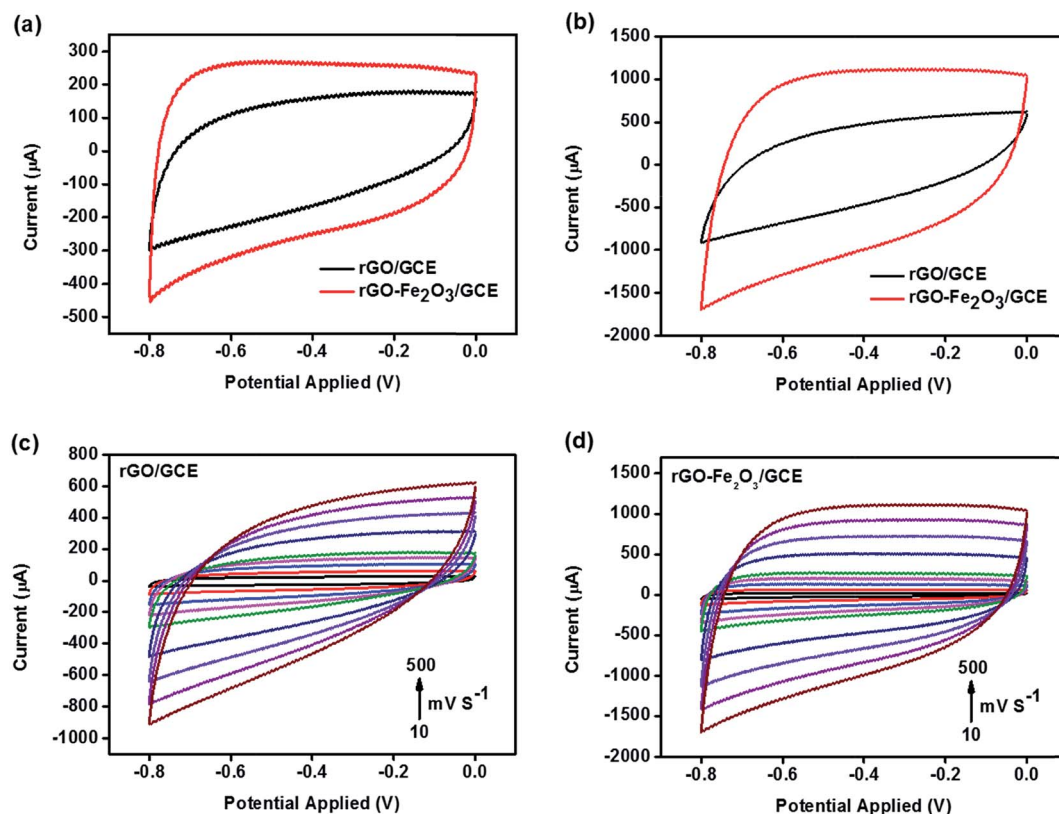 (a)
300
200
100
0
-100
-200
-300
-400
-500
Current (µA)
rGO/GCE
rGO-Fe₂O₃/GCE
-0.8 -0.6 -0.4 -0.2 0.0
Potential Applied (V)
(b)
1500
1000
500
0
-500
-1000
-1500
-2000
Current (µA)
rGO/GCE
rGO-Fe₂O₃/GCE
-0.8 -0.6 -0.4 -0.2 0.0
Potential Applied (V)
(c)
800
600
400
200
0
-200
-400
-600
-800
-1000
Current (µA)
rGO/GCE
500
mV S⁻¹
10
-0.8 -0.6 -0.4 -0.2 0.0
Potential Applied (V)
(d)
1500
1000
500
0
-500
-1000
-1500
-2000
Current (µA)
rGO-Fe₂O₃/GCE
500
mV S⁻¹
10
-0.8 -0.6 -0.4 -0.2 0.0
Potential Applied (V)